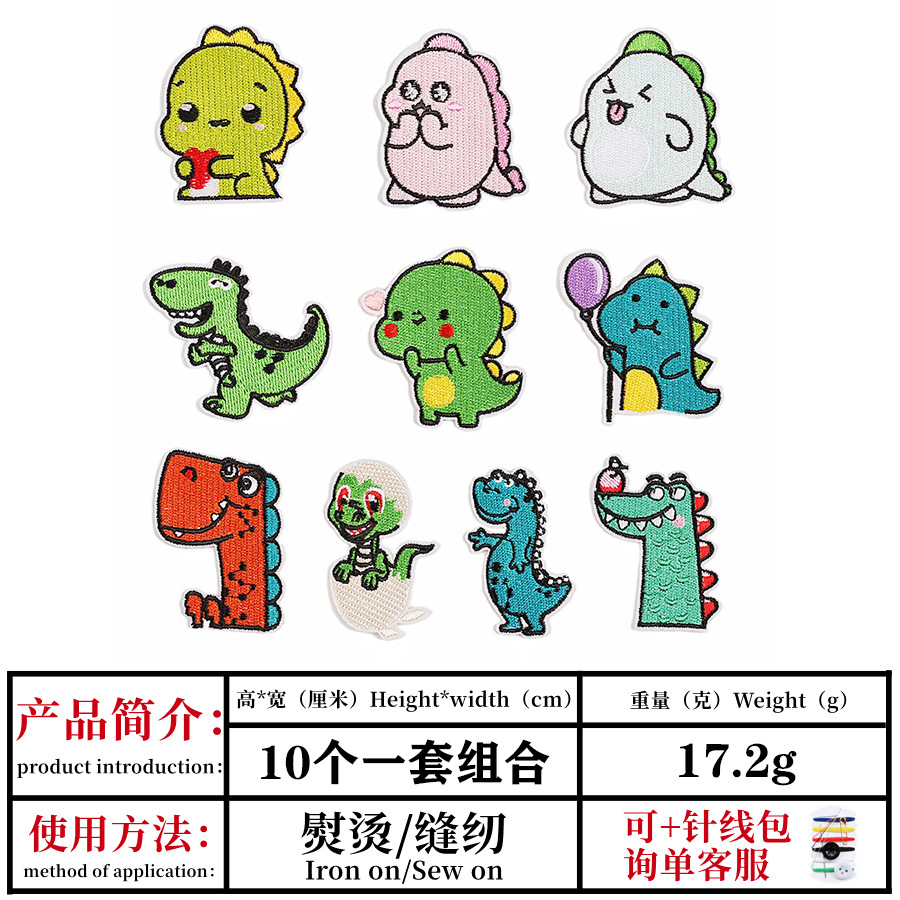 产品简介：
product introduction:
高*宽（厘米）Height*width（cm）
重量（克）Weight（g）
10个一套组合
17.2g
使用方法：
method of application:
熨烫/缝纫
Iron on/Sew on
可+针线包
询单客服